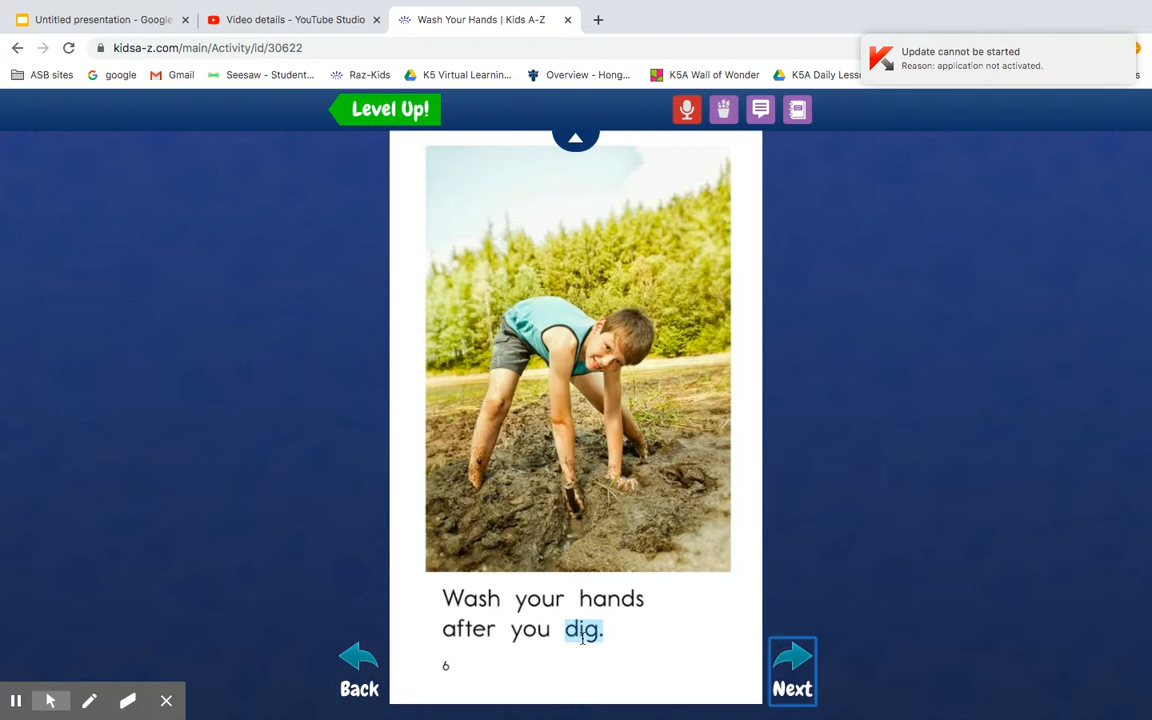 Untitled presentation - Google
Video details - YouTube Studio
Wash Your Hands | Kids A-Z
kidsa-z.com/main/Activity/id/30622
Update cannot be started
Reason: application not activated.
ASB sites
google
Gmail
Seesaw - Student...
Raz-Kids
K5 Virtual Learnin...
Overview - Hong...
K5A Wall of Wonder
K5A Daily Less
Level Up!
Wash your hands
after you dig.
6
Back
Next